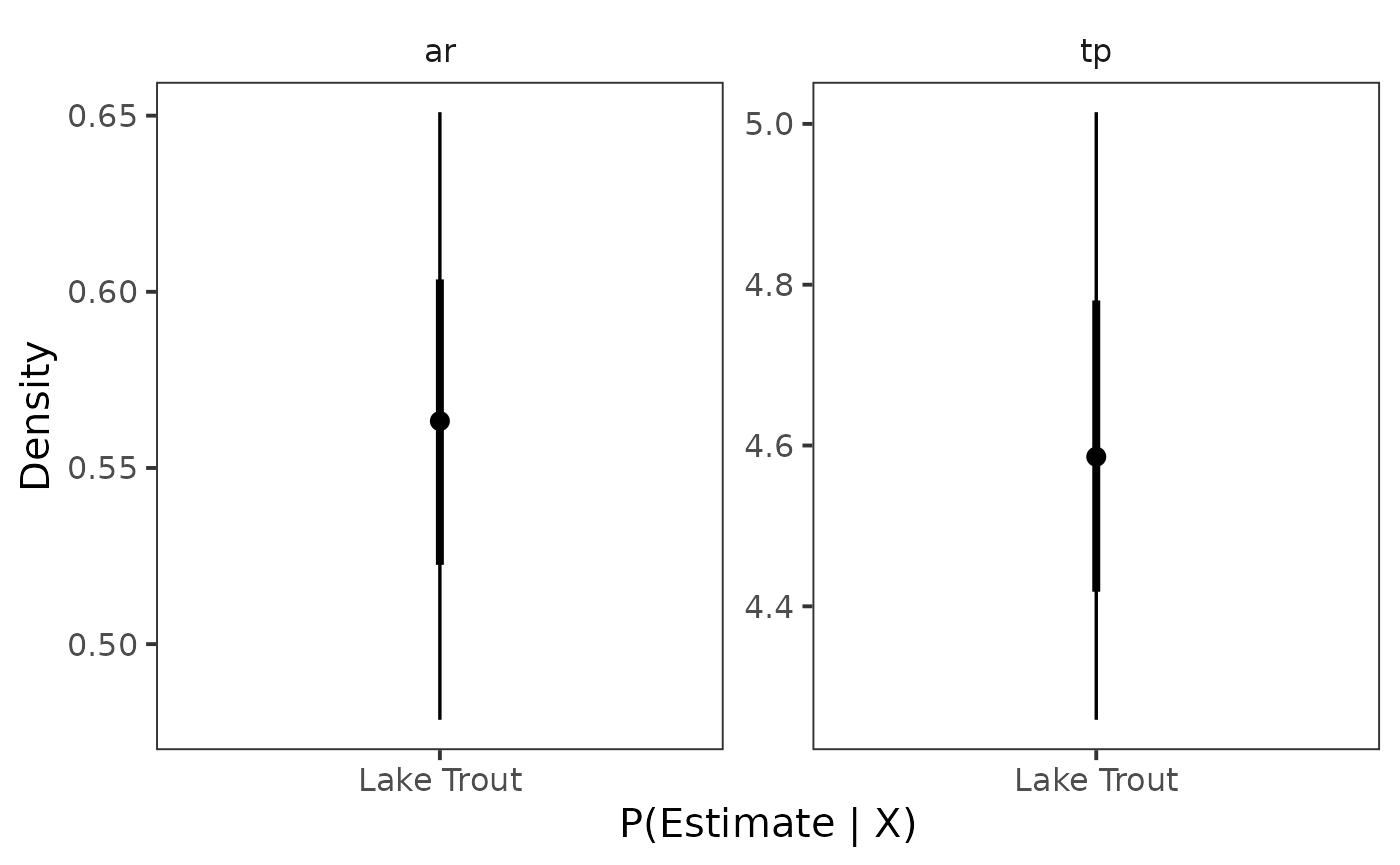 ar
tp
0.65
0.60
0.55
0.50
5.0
4.8
4.6
4.4
Density
Lake Trout
Lake Trout
P(Estimate | X)